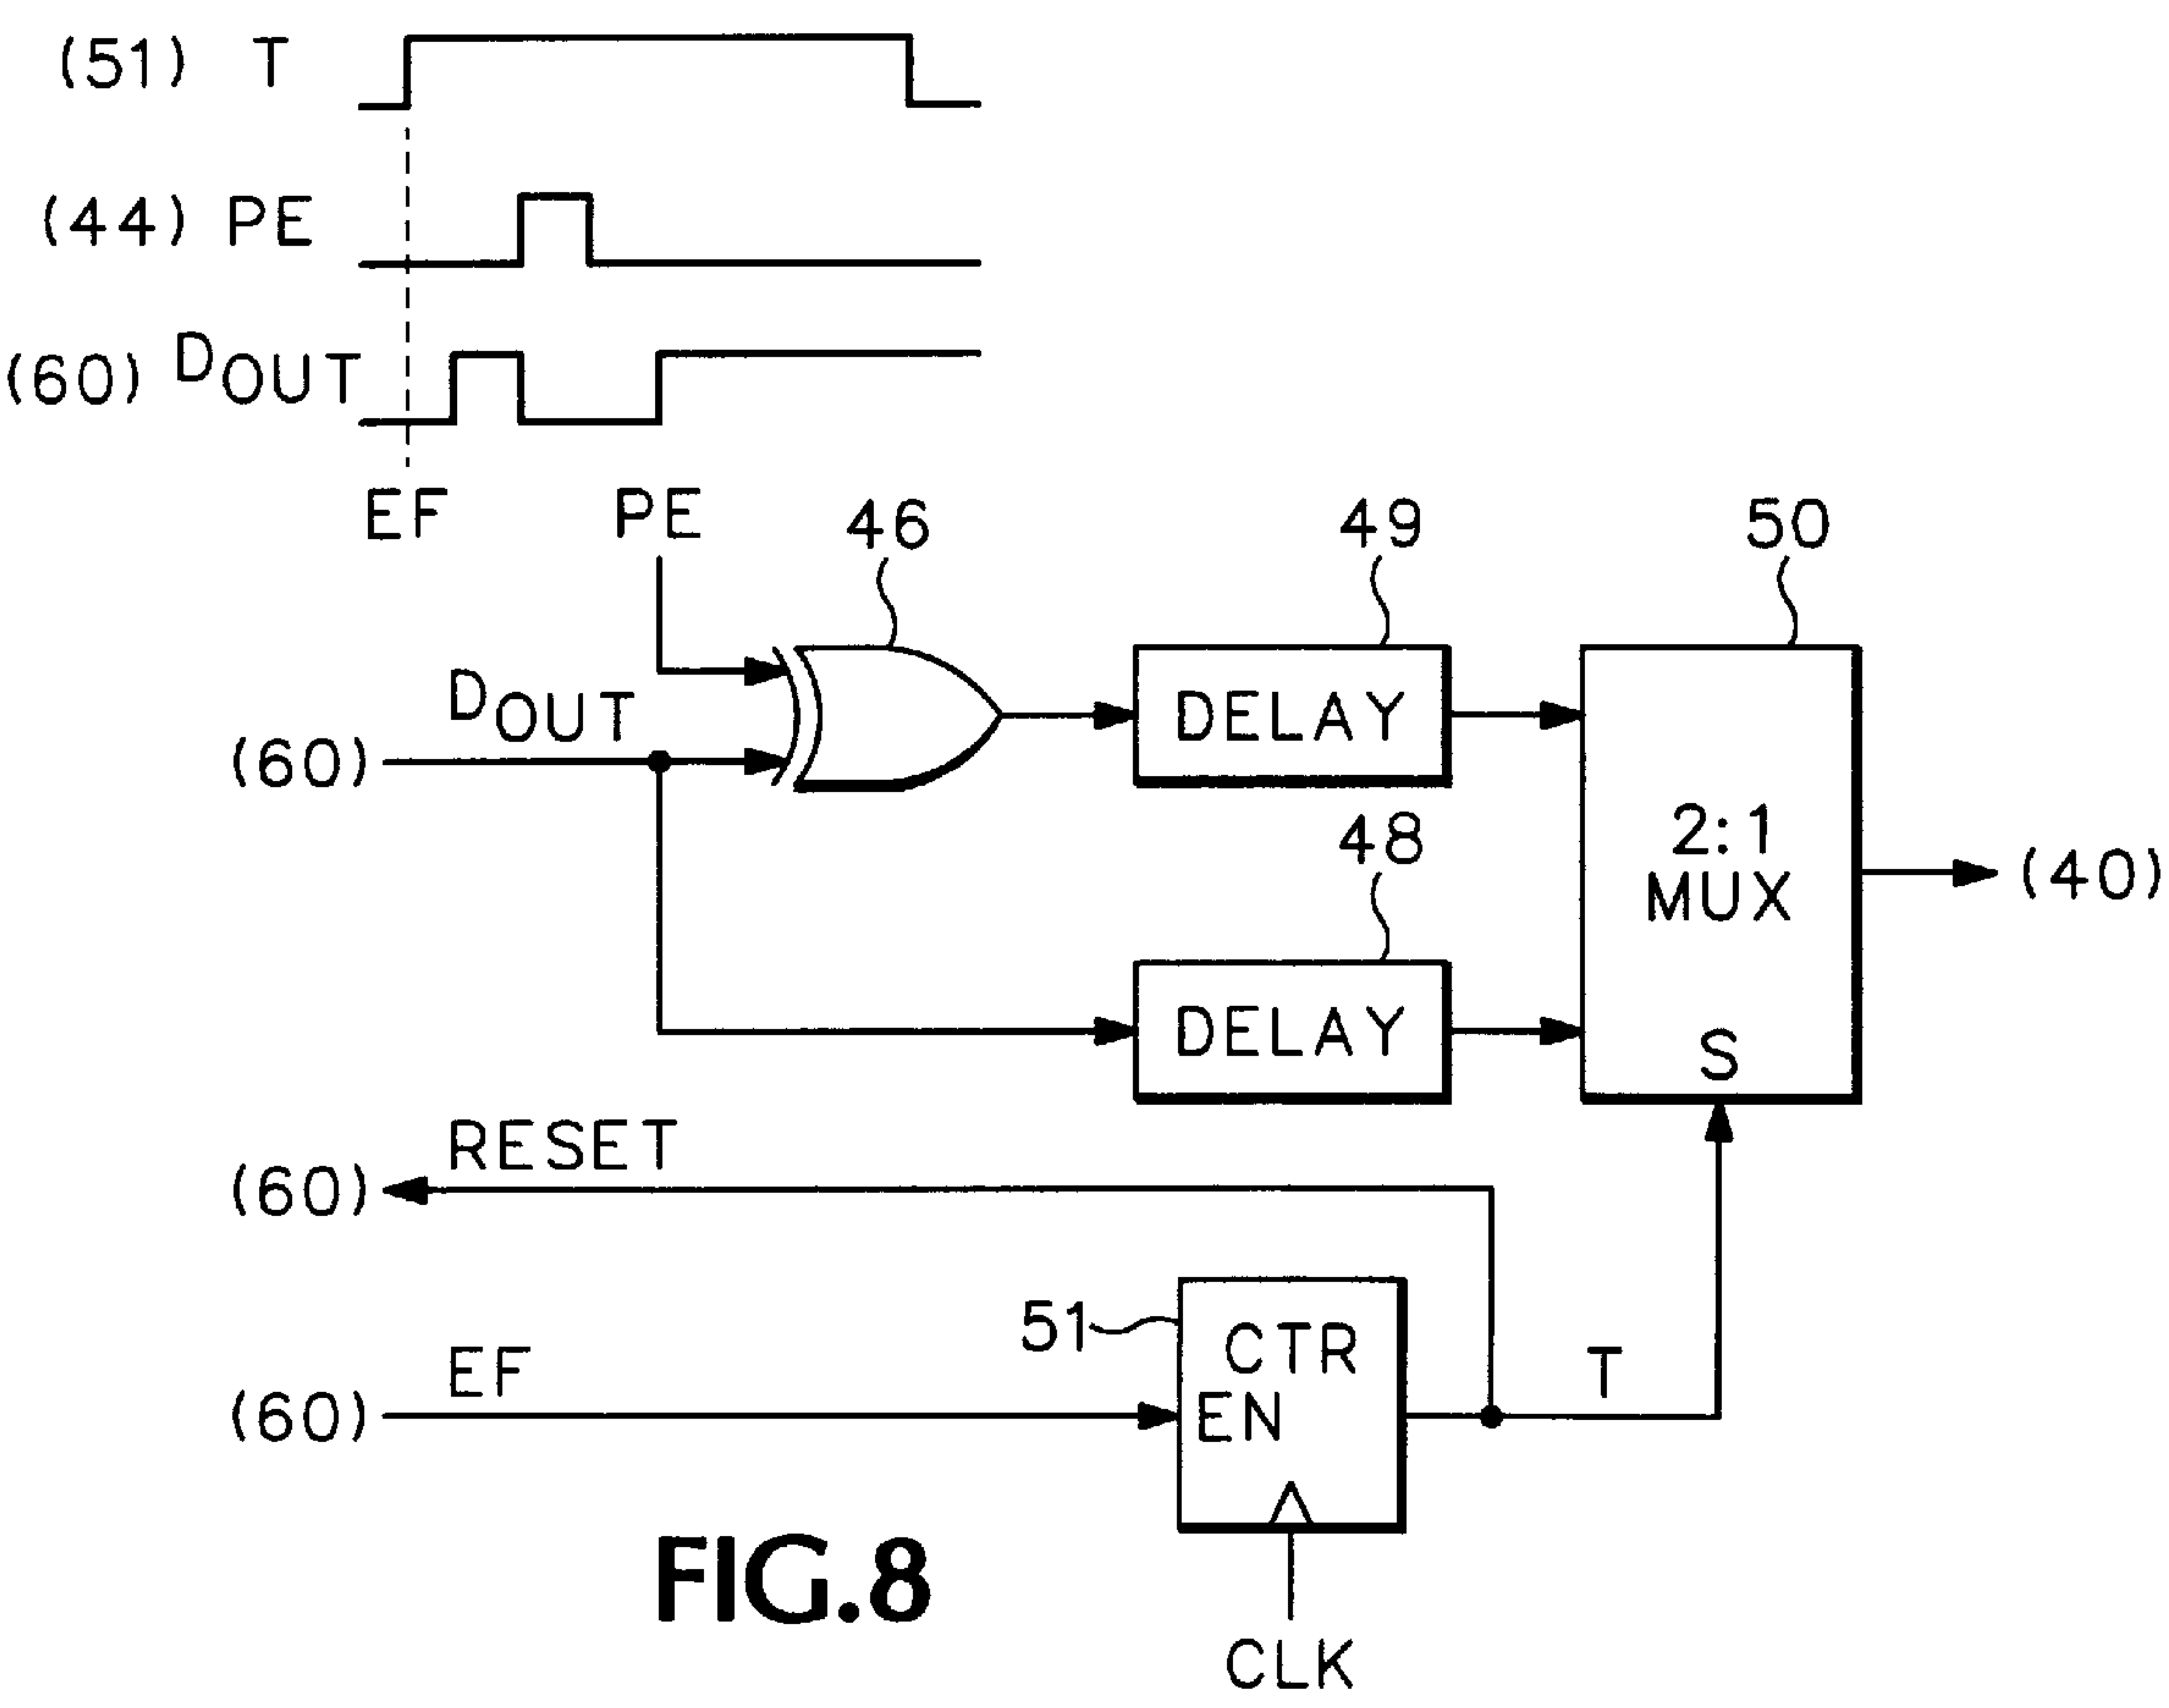 (51) T
(44) PE
(60) DOUT
EF
PE
46
49
50
DOUT
(60)
DELAY
2:1
MUX
48
(40)
DELAY
S
RESET
(60)
51
CTR
T
EF
(60)
EN
FIG.8
CLK